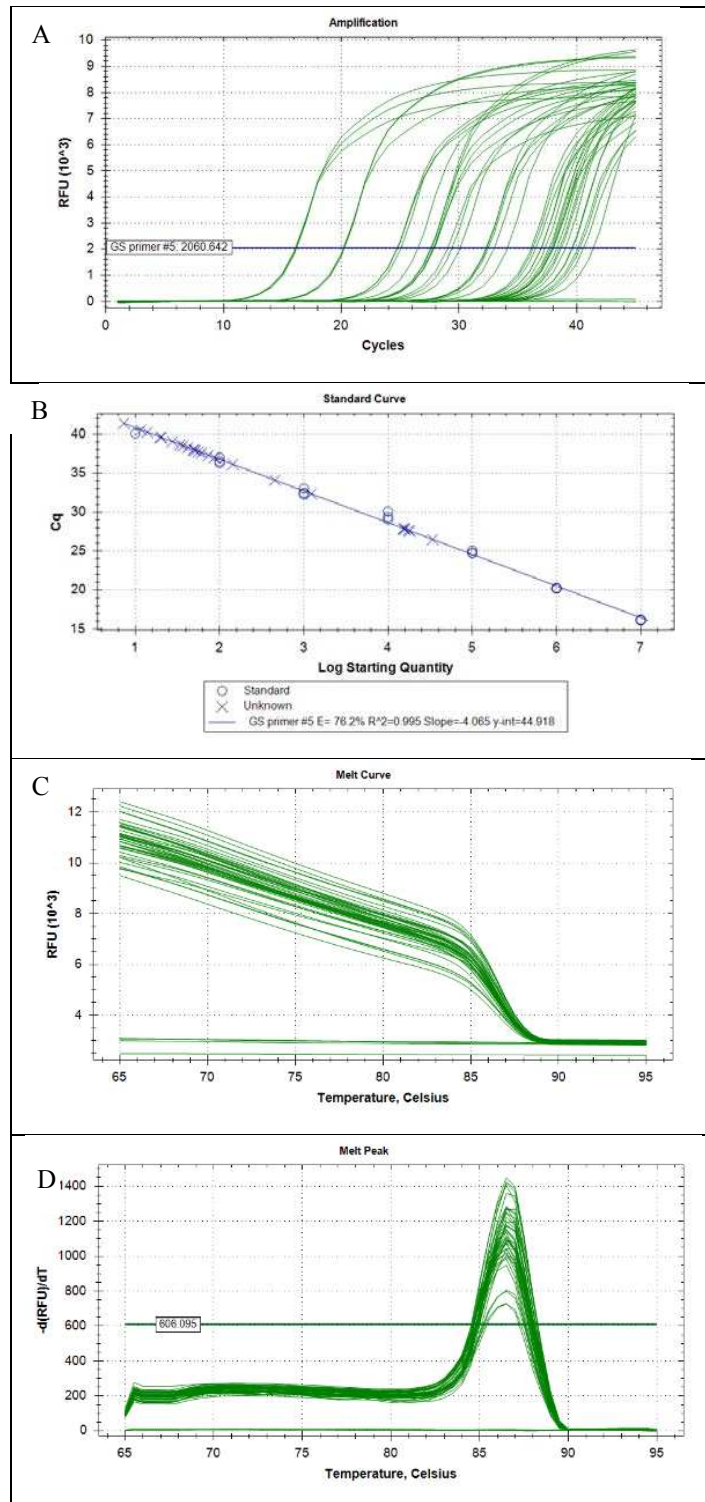 A
Amplification
10
9
8
7
6
5
4
3
2
1
0
RFU (10^3)
GS primer #5: 2060.642
0 10 20 30 40
Cycles
B
Standard Curve
40
35
30
25
20
15
Cq
1 2 3 4 5 6 7
Log Starting Quantity
Standard
Unknown
GS primer #5 E= 76.2% R^2=0.995 Slope=-4.065 y-int=44.918
C
Melt Curve
12
10
8
6
4
RFU (10^3)
65 70 75 80 85 90 95
Temperature, Celsius
D
Melt Peak
1400
1200
1000
800
600
400
200
0
-d(RFU)/dT
606.095
65 70 75 80 85 90 95
Temperature, Celsius